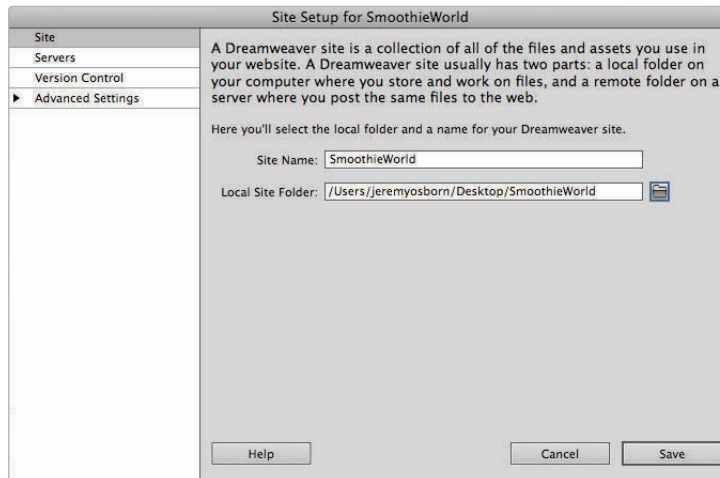 Site Setup for SmoothieWorld
Site
Servers
Version Control
Advanced Settings
A Dreamweaver site is a collection of all of the files and assets you use in
your website. A Dreamweaver site usually has two parts: a local folder on
your computer where you store and work on files, and a remote folder on a
server where you post the same files to the web.
Here you'll select the local folder and a name for your Dreamweaver site.
Site Name: SmoothieWorld
Local Site Folder: /Users/jeremyosborn/Desktop/SmoothieWorld
Help Cancel Save